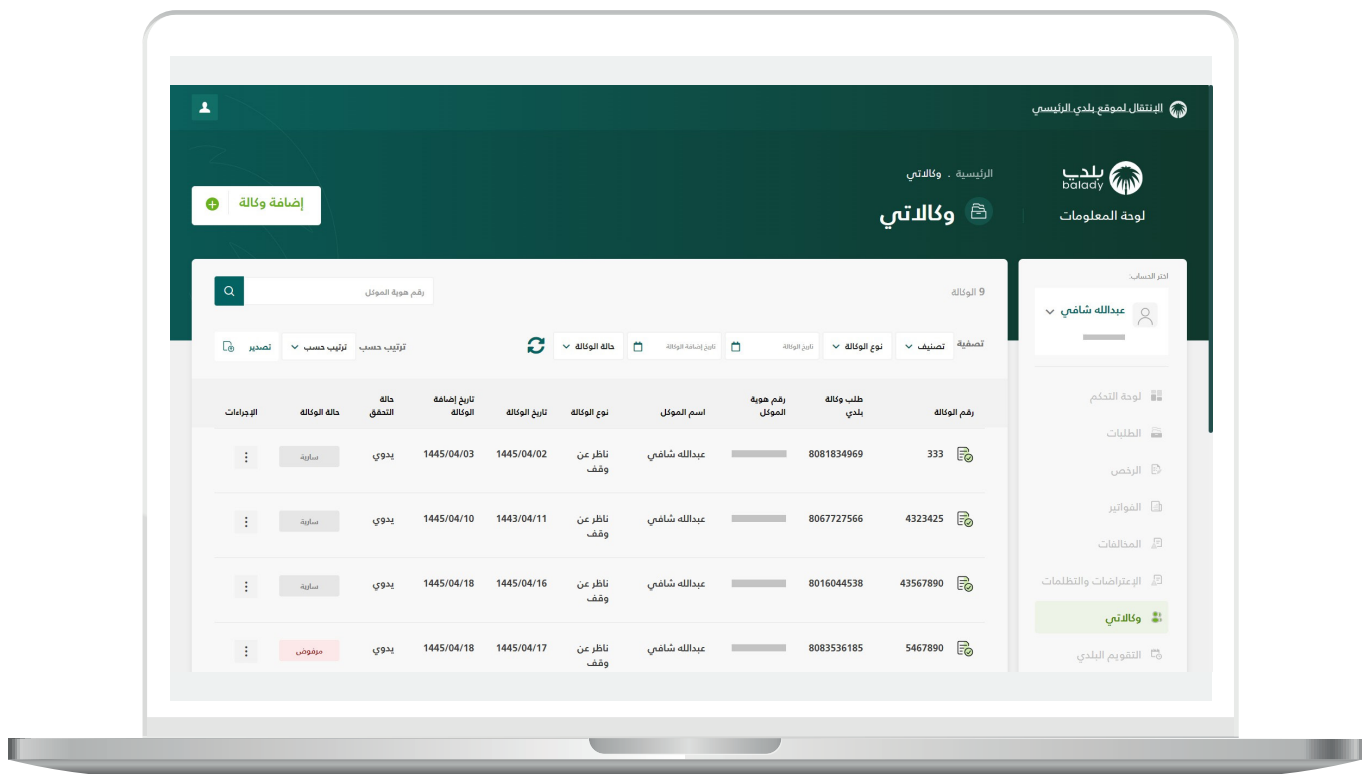 الإنتقال لموقع بلدي الرئيسي
بلدي
balady
لوحة المعلومات
الرئيسية . وكالاتي
وكالاتي
إضافة وكالة
اختر الحساب:
عبدالله شافي
لوحة التحكم
الطلبات
الرخص
الفواتير
المخالفات
الإعتراضات والتظلمات
وكالاتي
التقويم البلدي
9 الوكالة
رقم هوية الموكل
تصفية تصنيف نوع الوكالة تاريخ الوكالة تاريخ إضافة الوكالة حالة الوكالة ترتيب حسب ترتيب حسب تصدير
رقم الوكالة طلب وكالة بلدي رقم هوية الموكل اسم الموكل نوع الوكالة تاريخ الوكالة تاريخ إضافة الوكالة حالة التحقق حالة الوكالة الإجراءات
333 8081834969 عبدالله شافي ناظر عن وقف 1445/04/02 1445/04/03 يدوي سارية
4323425 8067727566 عبدالله شافي ناظر عن وقف 1443/04/11 1445/04/10 يدوي سارية
43567890 8016044538 عبدالله شافي ناظر عن وقف 1445/04/16 1445/04/18 يدوي سارية
5467890 8083536185 عبدالله شافي ناظر عن وقف 1445/04/17 1445/04/18 يدوي مرفوض